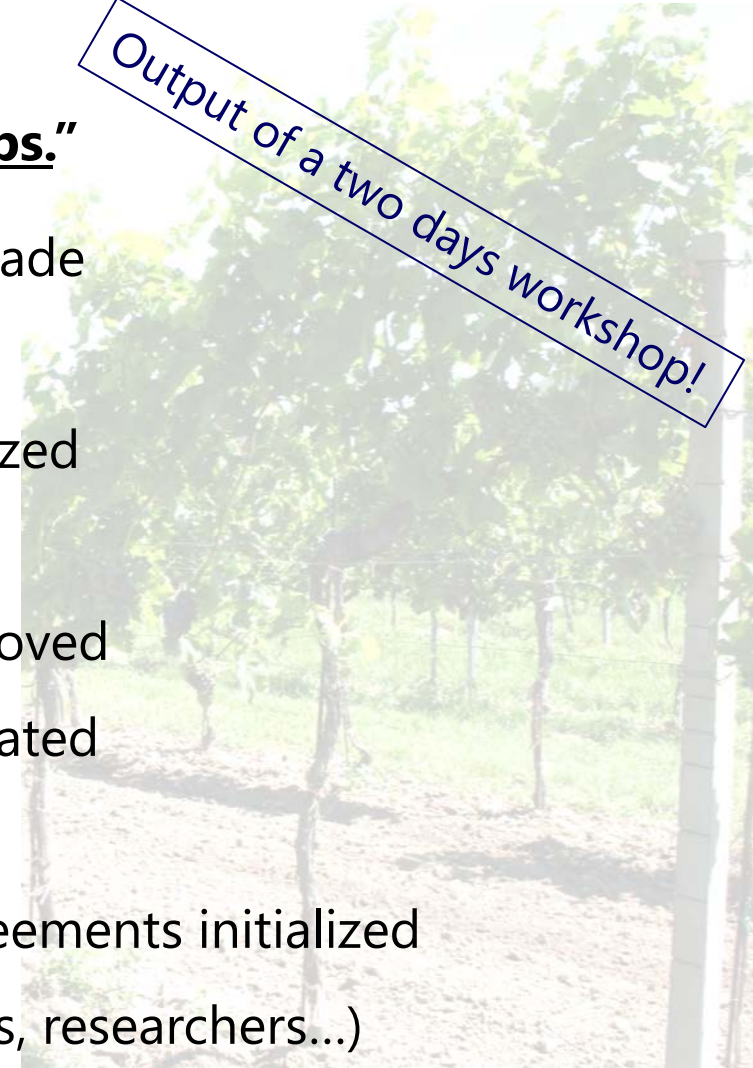 Output of a two days workshop!
ps.”
ade
zed
oved
ated
eements initialized
s, researchers...)